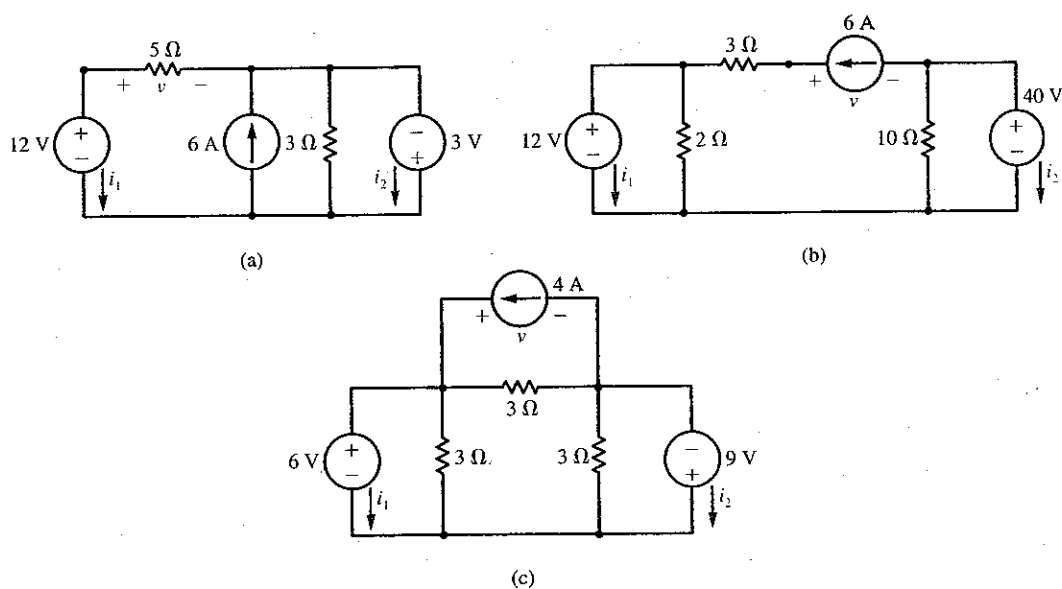 5 Ω
+ v −
12 V
+
−
i₁
6 A
3 Ω
−
+
3 V
i₂
(a)
6 A
3 Ω
+ v −
12 V
+
−
i₁
2 Ω
10 Ω
40 V
+
−
i₂
(b)
4 A
+ v −
3 Ω
6 V
+
−
i₁
3 Ω
3 Ω
−
+
9 V
i₂
(c)